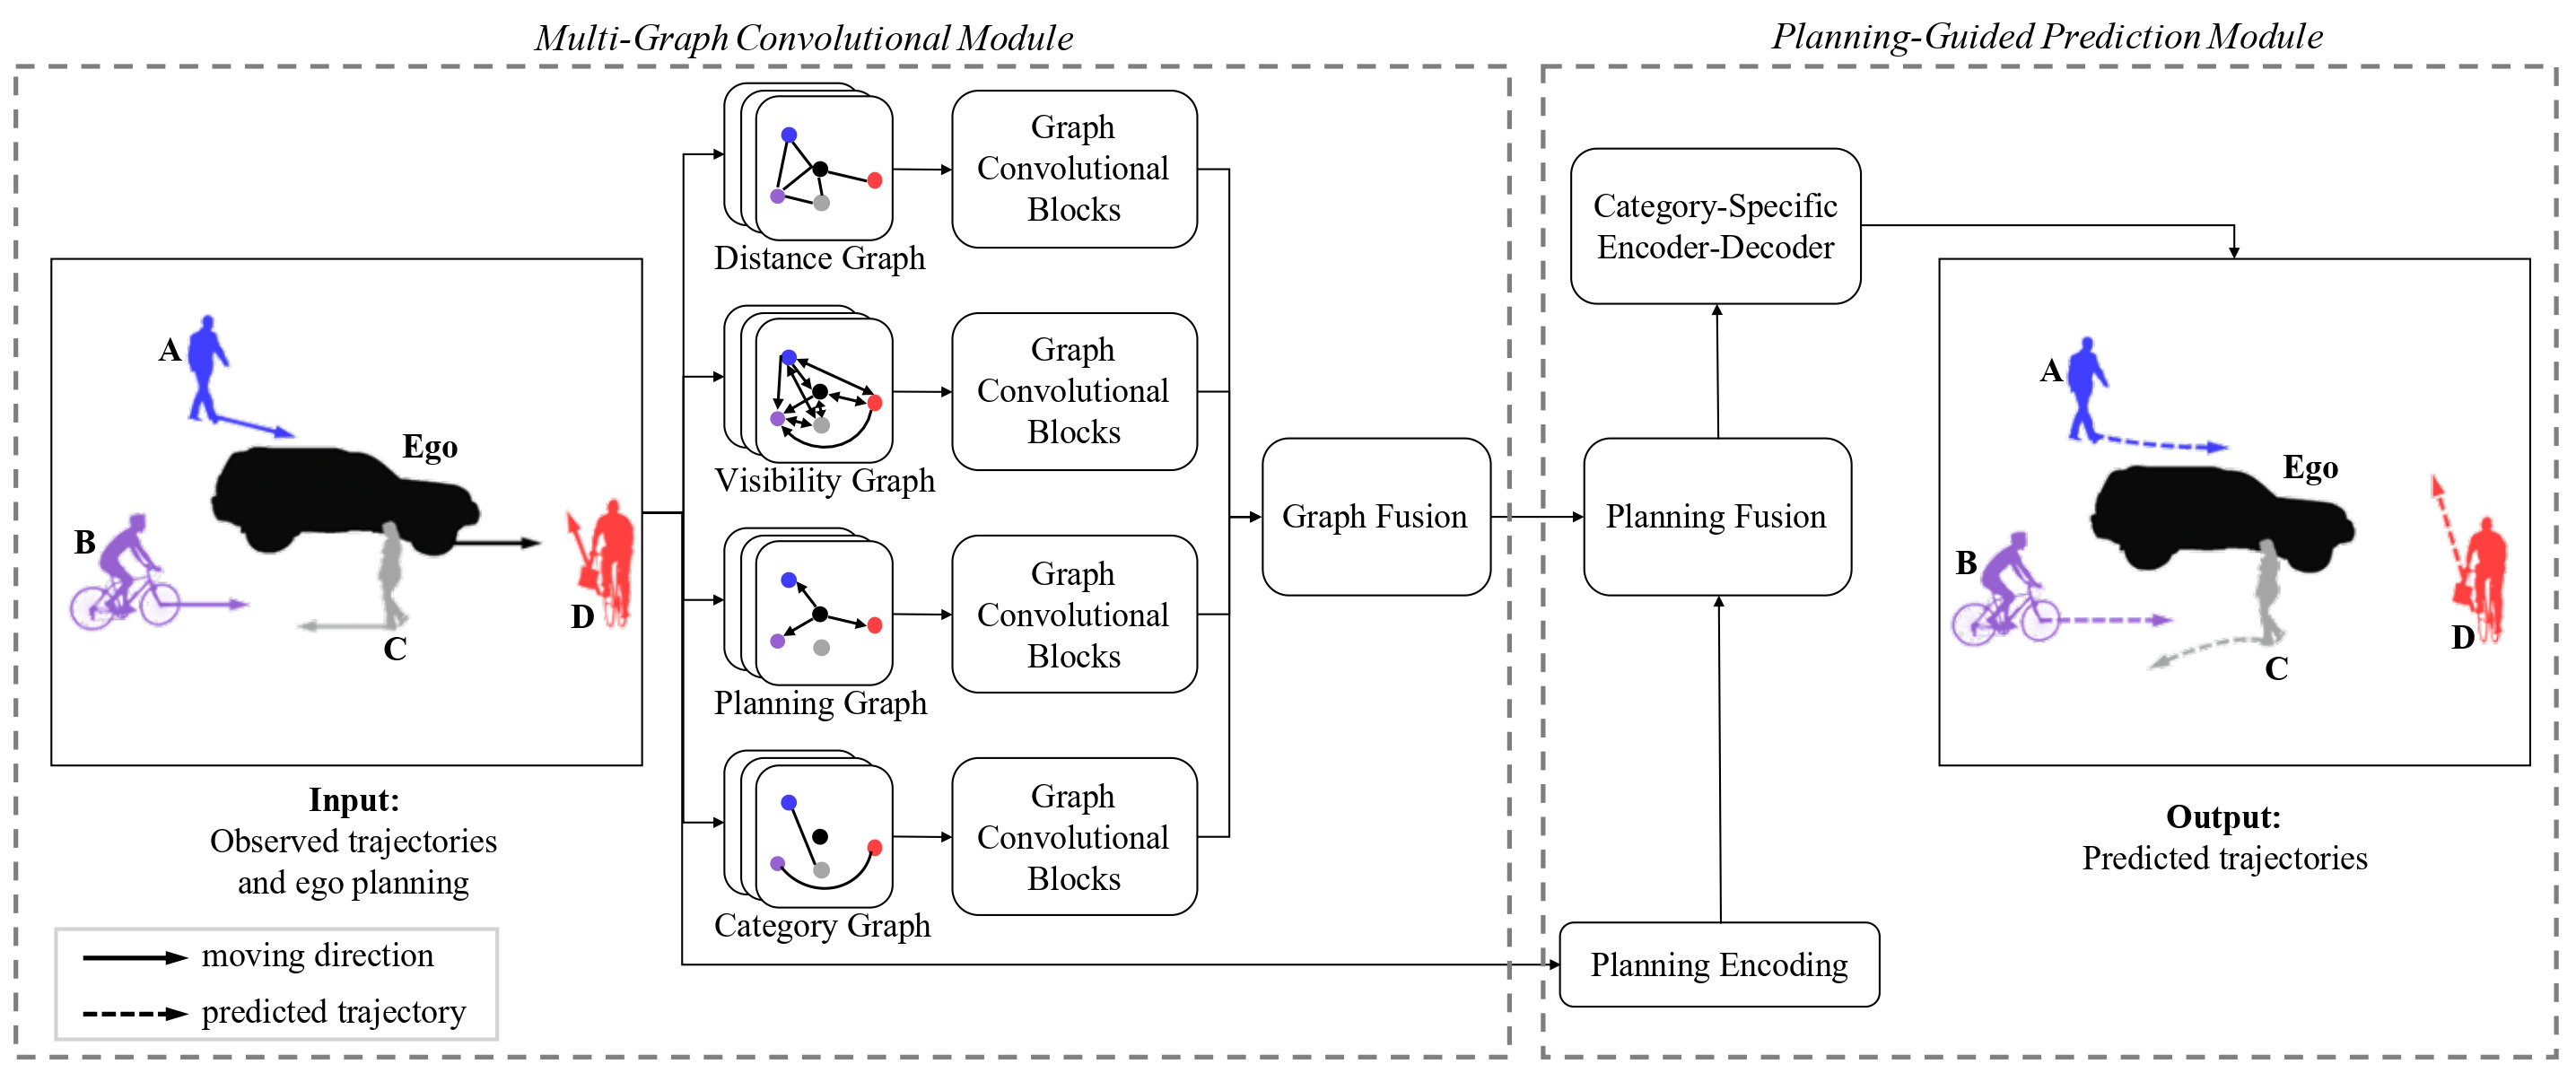 Multi-Graph Convolutional Module
Planning-Guided Prediction Module
A
Ego
B
C
D
Input:
Observed trajectories
and ego planning
moving direction
predicted trajectory
Distance Graph
Graph
Convolutional
Blocks
Visibility Graph
Graph
Convolutional
Blocks
Planning Graph
Graph
Convolutional
Blocks
Category Graph
Graph
Convolutional
Blocks
Graph Fusion
Category-Specific
Encoder-Decoder
Planning Fusion
Planning Encoding
A
Ego
B
C
D
Output:
Predicted trajectories